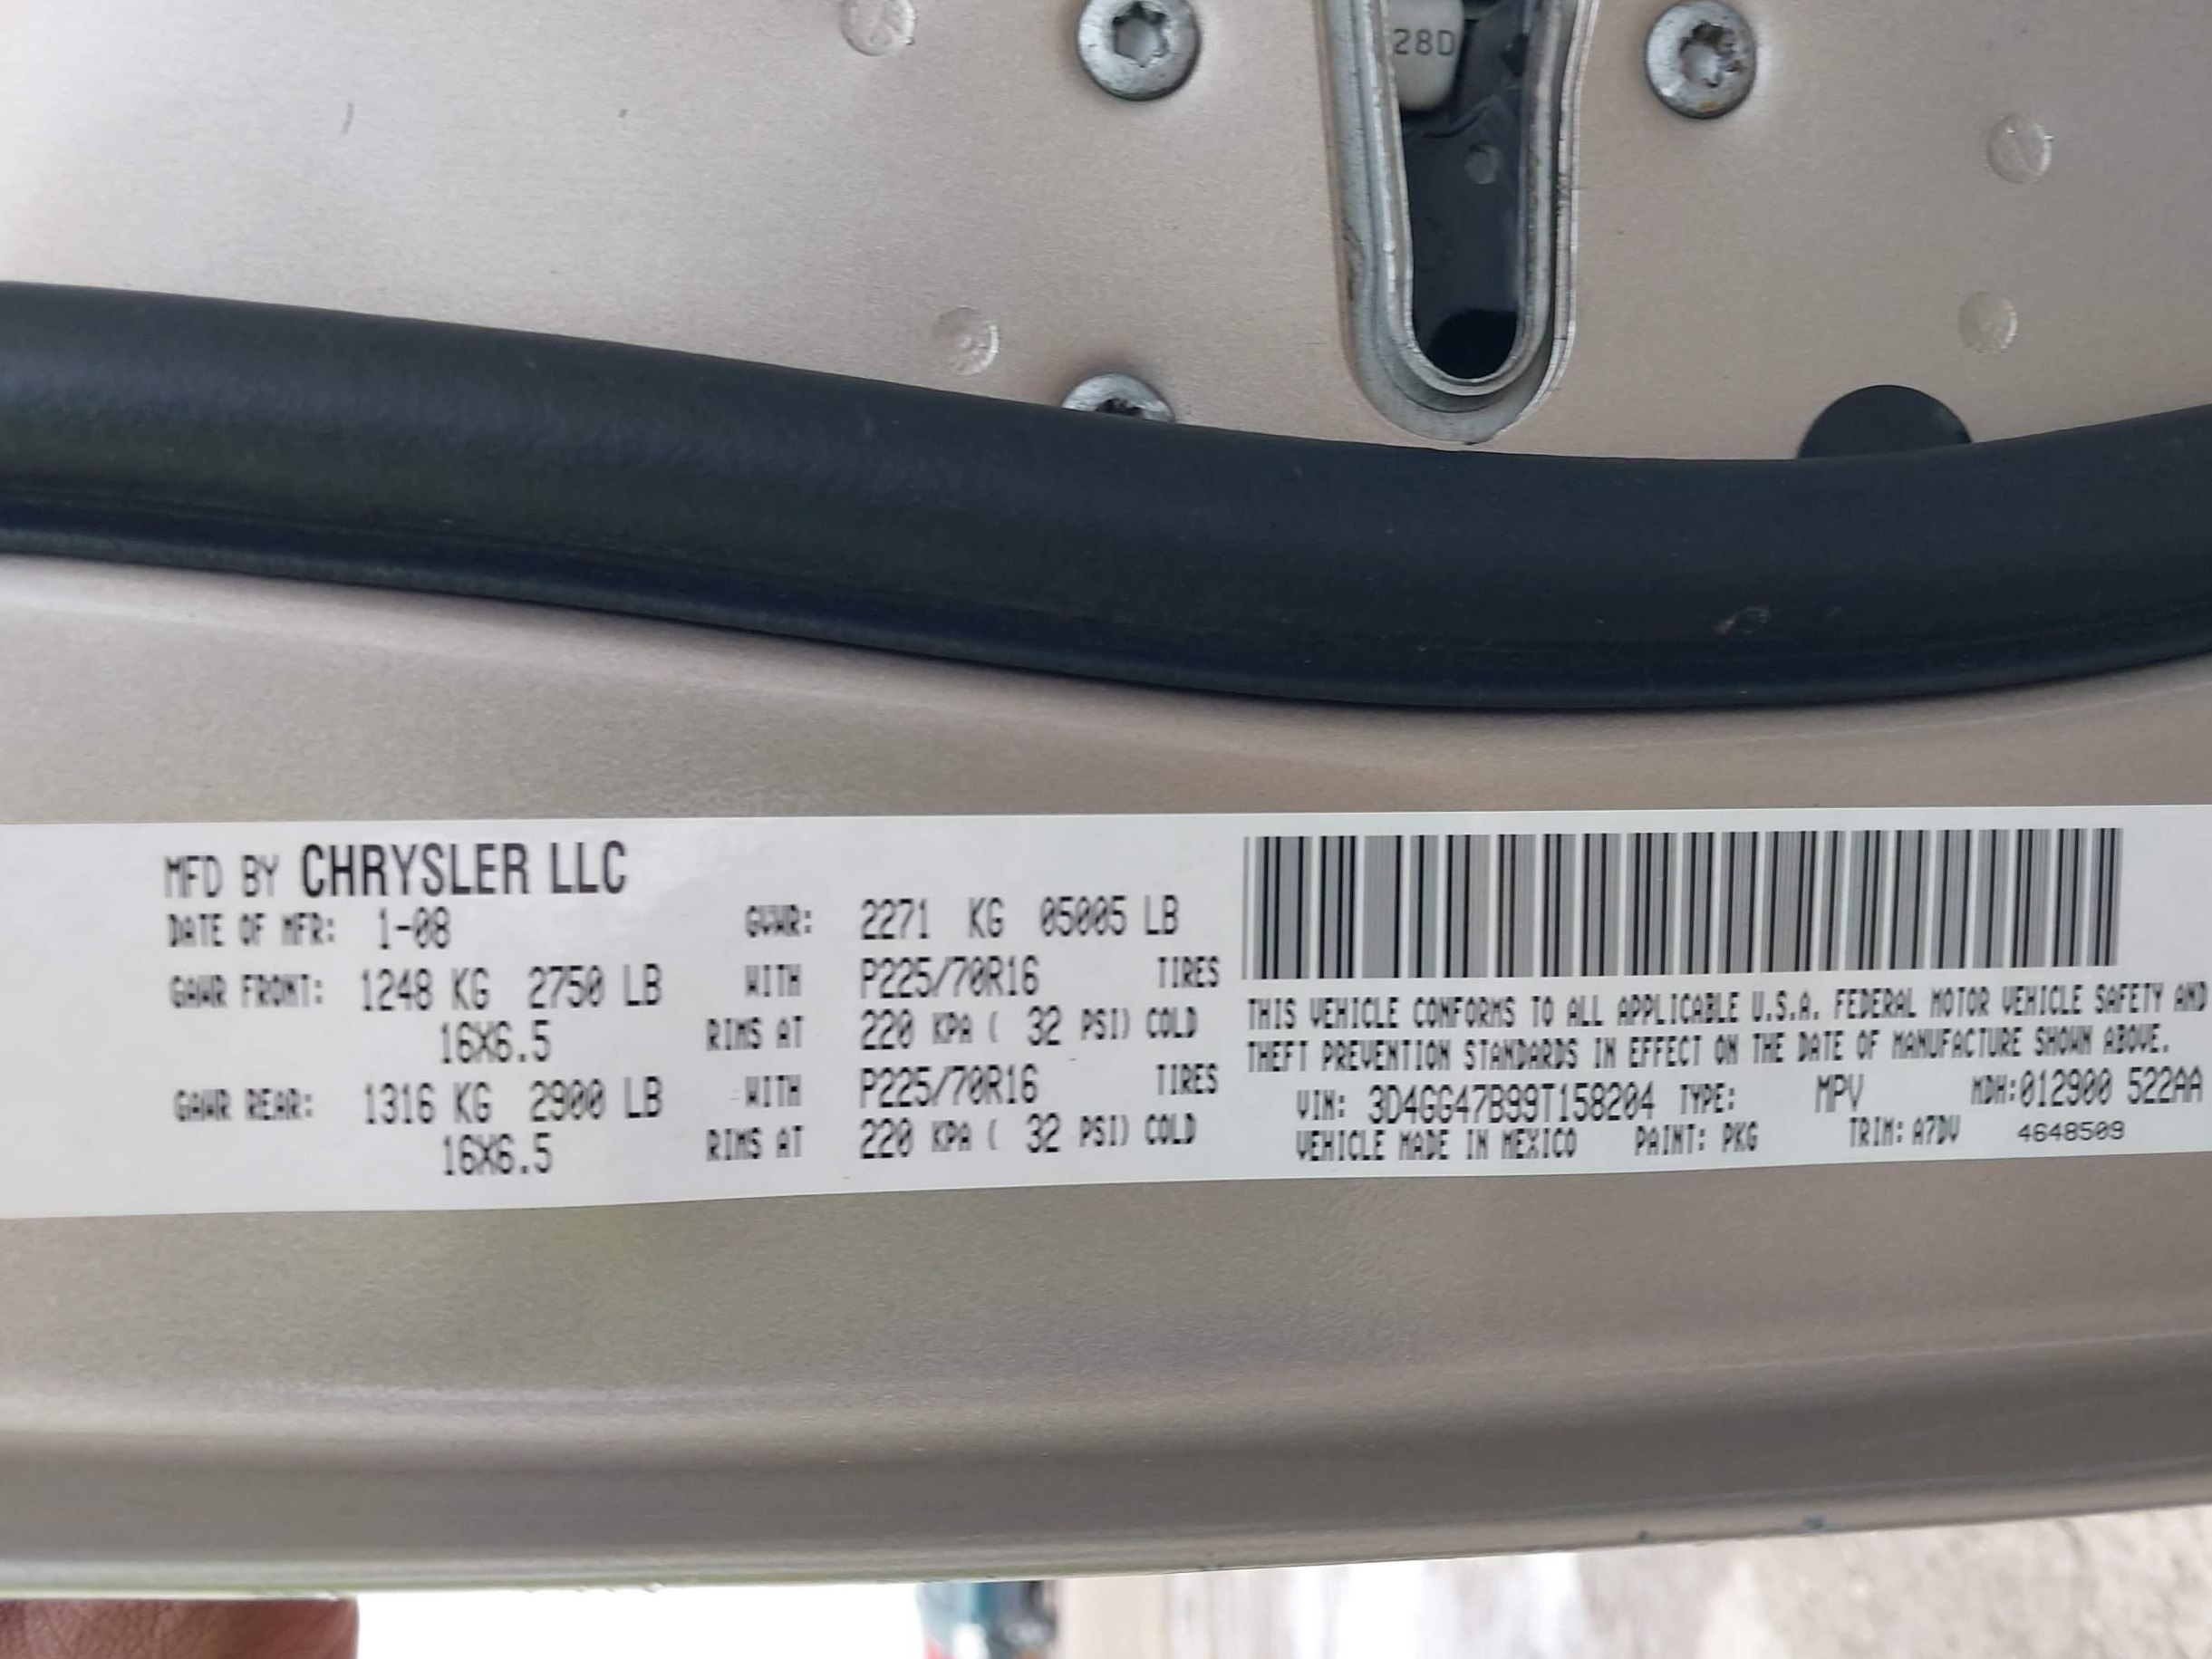 28D
MFD BY CHRYSLER LLC
DATE OF MFR: 1-08 GVWR: 2271 KG 05005 LB
GAWR FRONT: 1248 KG 2750 LB WITH P225/70R16 TIRES
16X6.5 RIMS AT 220 KPA ( 32 PSI) COLD
GAWR REAR: 1316 KG 2900 LB WITH P225/70R16 TIRES
16X6.5 RIMS AT 220 KPA ( 32 PSI) COLD
THIS VEHICLE CONFORMS TO ALL APPLICABLE U.S.A. FEDERAL MOTOR VEHICLE SAFETY AND
THEFT PREVENTION STANDARDS IN EFFECT ON THE DATE OF MANUFACTURE SHOWN ABOVE.
VIN: 3D4GG47B99T158204 TYPE: MPV MDH:012900 522AA
VEHICLE MADE IN MEXICO PAINT: PKG TRIM: A7DV 4648509